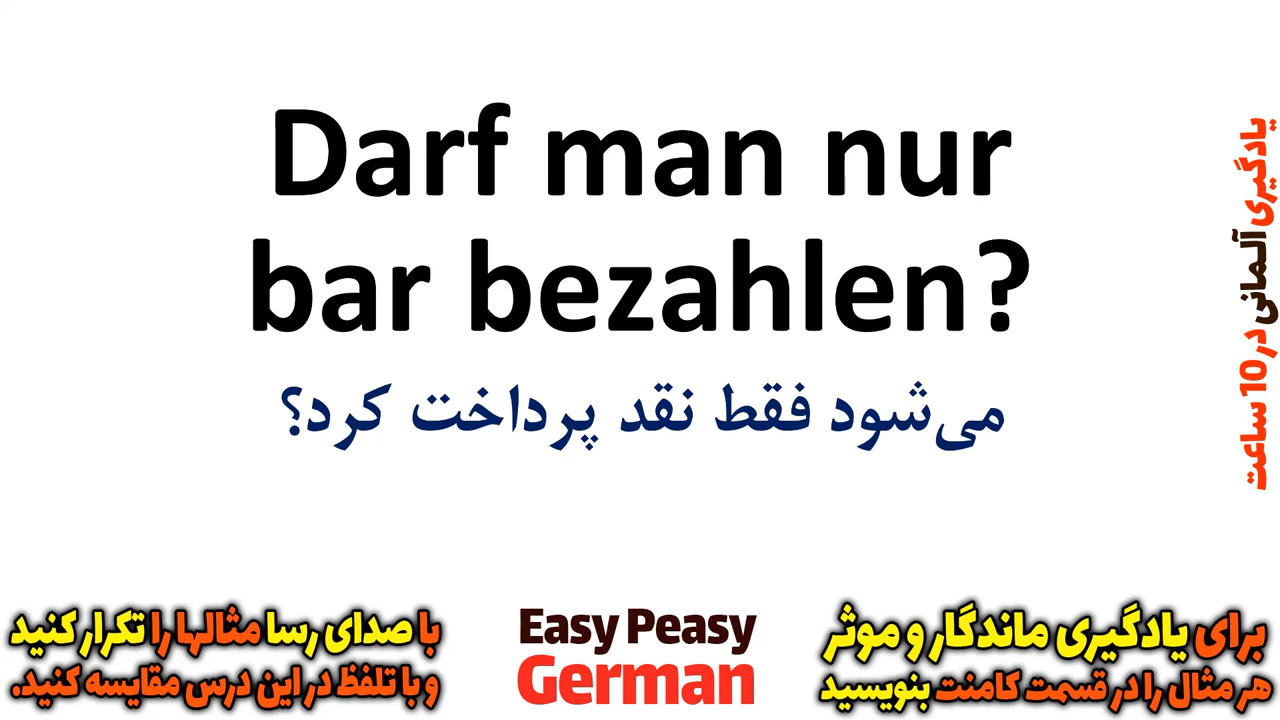 Darf man nur
bar bezahlen?
می‌شود فقط نقد پرداخت کرد؟
یادگیری آلمانی در 10 ساعت
برای یادگیری ماندگار و موثر
هر مثال را در قسمت کامنت بنویسید
Easy Peasy
German
با صدای رسا مثالها را تکرار کنید
و با تلفظ در این درس مقایسه کنید.